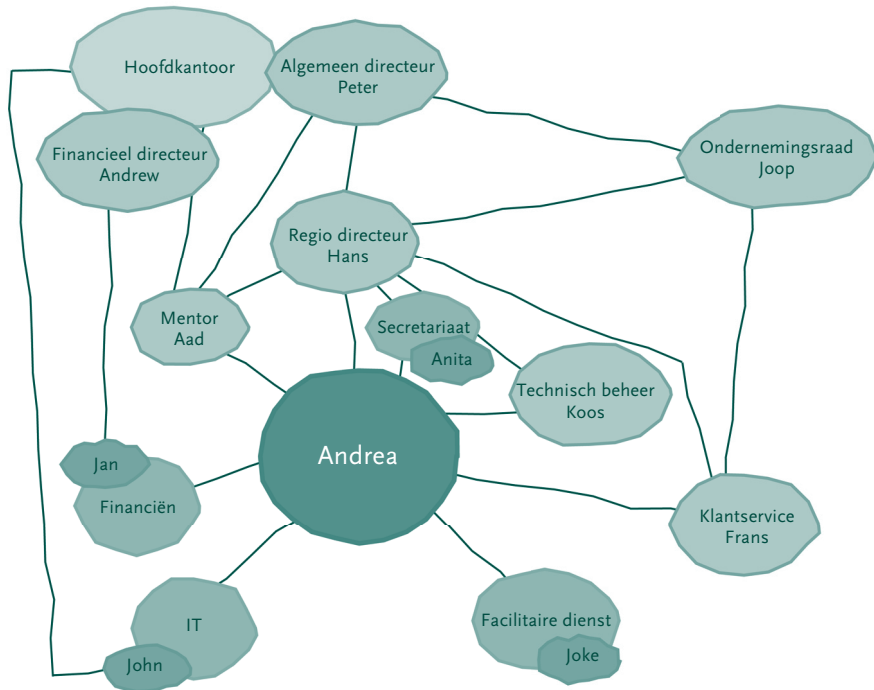 Hoofdkantoor
Algemeen directeur
Peter
Financieel directeur
Andrew
Ondernemingsraad
Joop
Regio directeur
Hans
Mentor
Aad
Secretariaat
Anita
Technisch beheer
Koos
Andrea
Jan
Financiën
Klantservice
Frans
IT
John
Facilitaire dienst
Joke